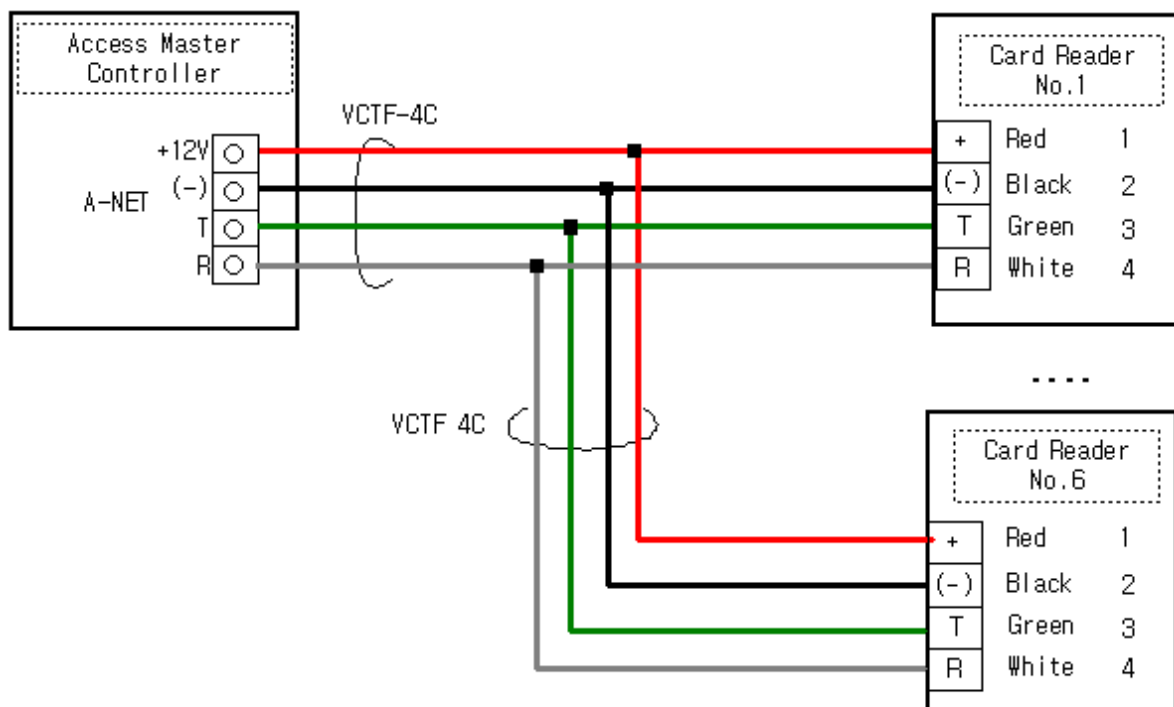 Access Master
Controller
VCTF-4C
+12V
A-NET
(-)
T
R
Card Reader
No.1
+ Red 1
(-) Black 2
T Green 3
R White 4
....
VCTF 4C
Card Reader
No.6
+ Red 1
(-) Black 2
T Green 3
R White 4